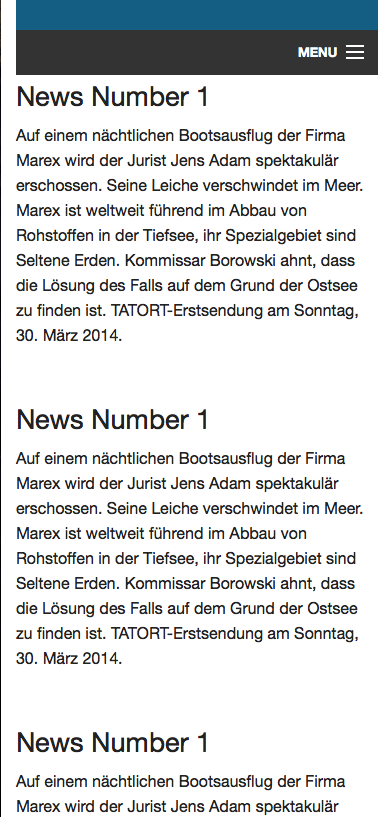 MENU
News Number 1
Auf einem nächtlichen Bootsausflug der Firma
Marex wird der Jurist Jens Adam spektakulär
erschossen. Seine Leiche verschwindet im Meer.
Marex ist weltweit führend im Abbau von
Rohstoffen in der Tiefsee, ihr Spezialgebiet sind
Seltene Erden. Kommissar Borowski ahnt, dass
die Lösung des Falls auf dem Grund der Ostsee
zu finden ist. TATORT-Erstsendung am Sonntag,
30. März 2014.
News Number 1
Auf einem nächtlichen Bootsausflug der Firma
Marex wird der Jurist Jens Adam spektakulär
erschossen. Seine Leiche verschwindet im Meer.
Marex ist weltweit führend im Abbau von
Rohstoffen in der Tiefsee, ihr Spezialgebiet sind
Seltene Erden. Kommissar Borowski ahnt, dass
die Lösung des Falls auf dem Grund der Ostsee
zu finden ist. TATORT-Erstsendung am Sonntag,
30. März 2014.
News Number 1
Auf einem nächtlichen Bootsausflug der Firma
Marex wird der Jurist Jens Adam spektakulär